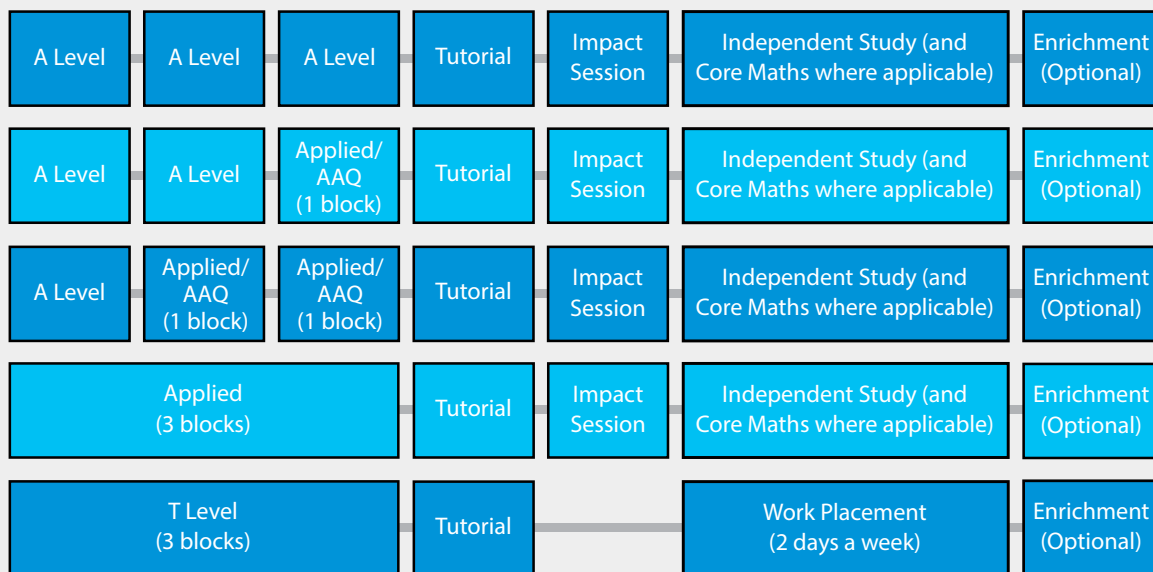 A Level
A Level
A Level
Tutorial
Impact
Session
Independent Study (and
Core Maths where applicable)
Enrichment
(Optional)
A Level
A Level
Applied/
AAQ
(1 block)
Tutorial
Impact
Session
Independent Study (and
Core Maths where applicable)
Enrichment
(Optional)
A Level
Applied/
AAQ
(1 block)
Applied/
AAQ
(1 block)
Tutorial
Impact
Session
Independent Study (and
Core Maths where applicable)
Enrichment
(Optional)
Applied
(3 blocks)
Tutorial
Impact
Session
Independent Study (and
Core Maths where applicable)
Enrichment
(Optional)
T Level
(3 blocks)
Tutorial
Work Placement
(2 days a week)
Enrichment
(Optional)